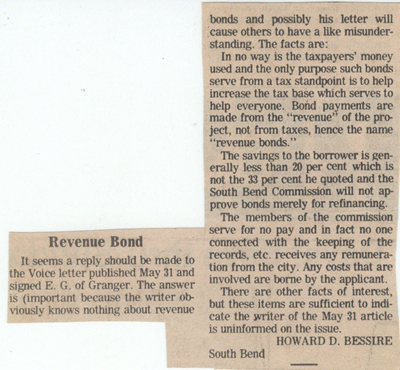 Revenue Bond
It seems a reply should be made to
the Voice letter published May 31 and
signed E. G. of Granger. The answer
is (important because the writer ob-
viously knows nothing about revenue
bonds and possibly his letter will
cause others to have a like misunder-
standing. The facts are:
In no way is the taxpayers' money
used and the only purpose such bonds
serve from a tax standpoint is to help
increase the tax base which serves to
help everyone. Bond payments are
made from the "revenue" of the pro-
ject, not from taxes, hence the name
"revenue bonds."
The savings to the borrower is gen-
erally less than 20 per cent which is
not the 33 per cent he quoted and the
South Bend Commission will not ap-
prove bonds merely for refinancing.
The members of the commission
serve for no pay and in fact no one
connected with the keeping of the
records, etc. receives any remunera-
tion from the city. Any costs that are
involved are borne by the applicant.
There are other facts of interest,
but these items are sufficient to indi-
cate the writer of the May 31 article
is uninformed on the issue.
HOWARD D. BESSIRE
South Bend